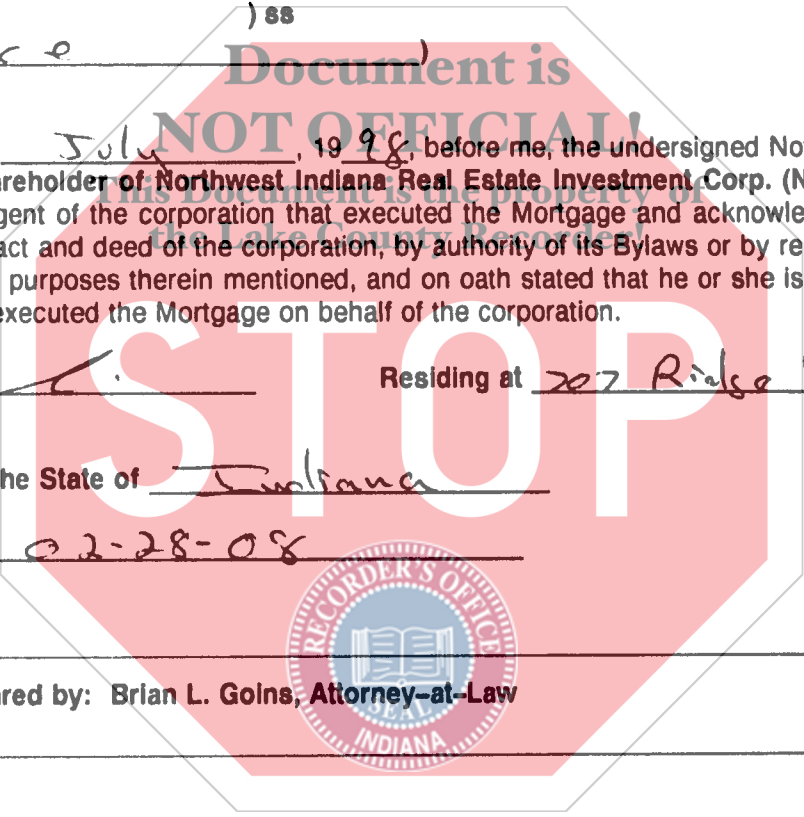 ) ss
)
Document is
NOT OFFICIAL!
This Document is the property of
the Lake County Recorder!
July, 19 98, before me, the undersigned No
reholder of Northwest Indiana Real Estate Investment Corp. (N
gent of the corporation that executed the Mortgage and acknowle
act and deed of the corporation, by authority of its Bylaws or by re
purposes therein mentioned, and on oath stated that he or she is
executed the Mortgage on behalf of the corporation.
Residing at 207 Ridge
STOP
he State of Indiana
02-28-08
RECORDER'S OFFICE
SEAL
INDIANA
red by: Brian L. Goins, Attorney-at-Law